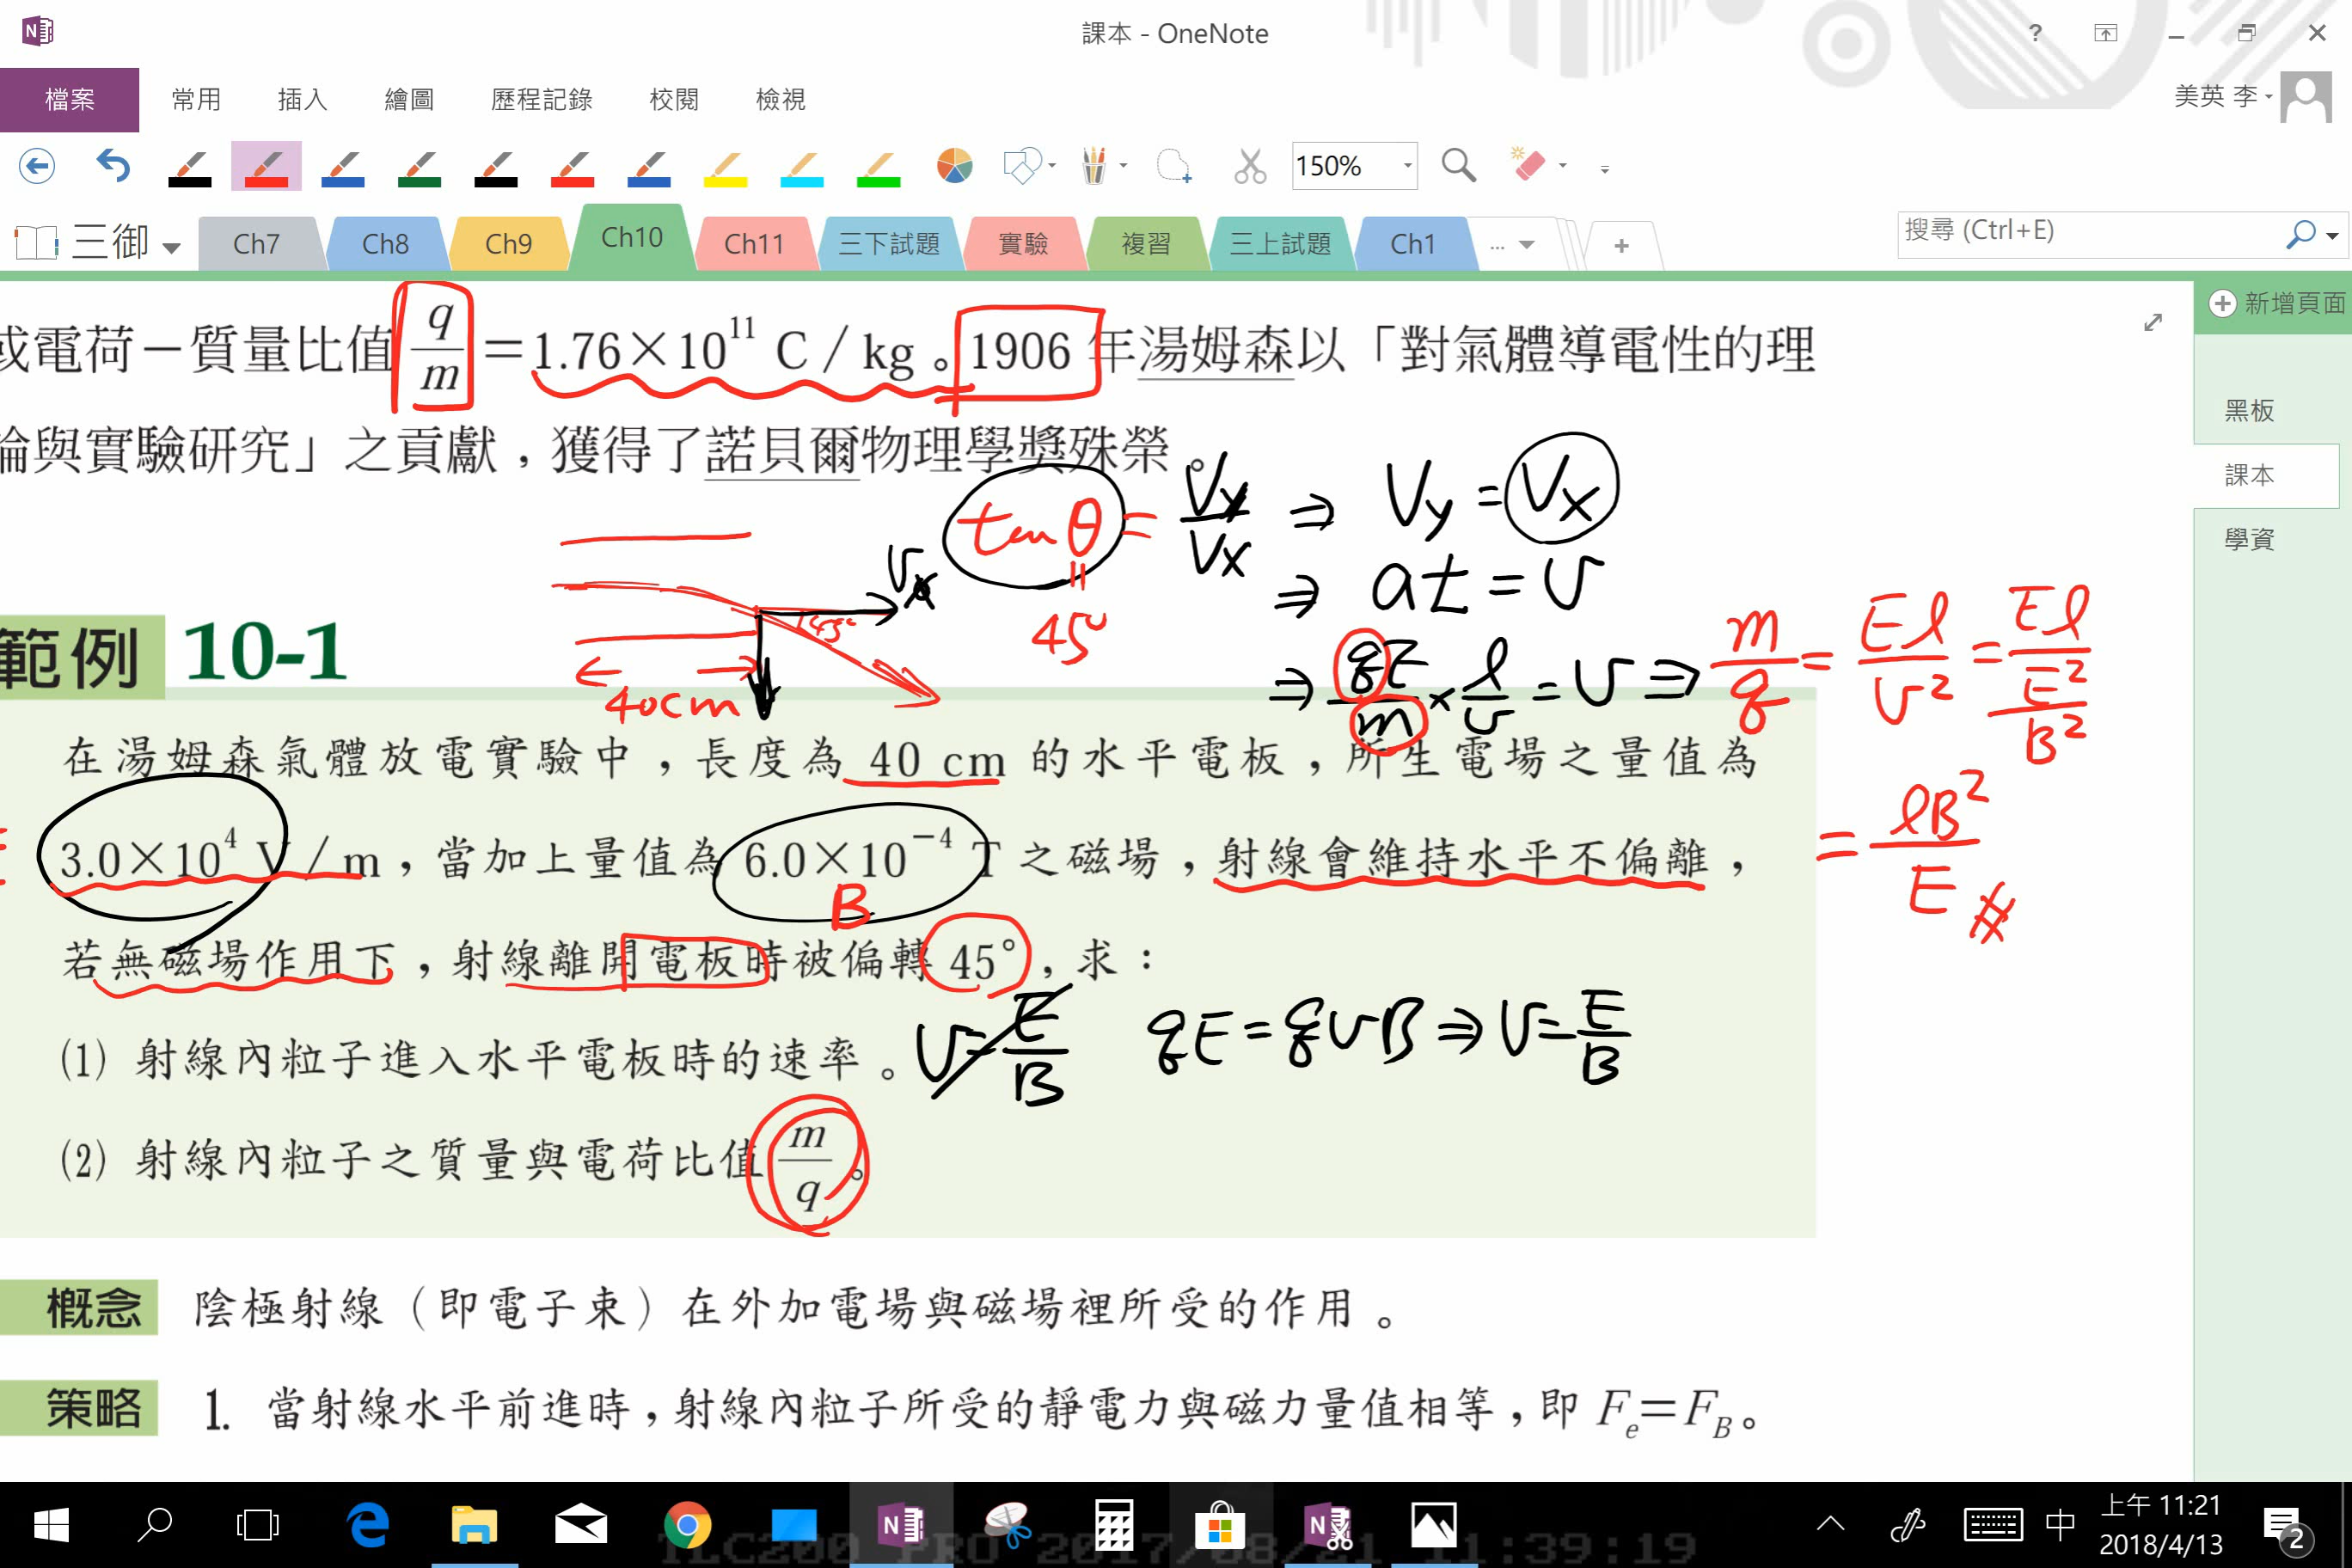 課本 - OneNote
?
檔案 常用 插入 繪圖 歷程記錄 校閱 檢視
美英 李
150%
三御 Ch7 Ch8 Ch9 Ch10 Ch11 三下試題 實驗 複習 三上試題 Ch1 ... +
搜尋 (Ctrl+E)
新增頁面
黑板
課本
學資
或電荷－質量比值 q/m ＝1.76×10¹¹ C／kg。1906 年湯姆森以「對氣體導電性的理
論與實驗研究」之貢獻，獲得了諾貝爾物理學獎殊榮。
tanθ = Vy/Vx ⇒ Vy = Vx
= 45°
Vx
45°
40cm
⇒ at = v
⇒ qE/m × l/v = v ⇒ m/q = El/v² = El/(E²/B²)
= lB²/E #
範例 10-1
在湯姆森氣體放電實驗中，長度為 40 cm 的水平電板，所生電場之量值為
3.0×10⁴ V／m，當加上量值為 6.0×10⁻⁴ T 之磁場，射線會維持水平不偏離，
B
若無磁場作用下，射線離開電板時被偏轉 45°，求：
(1) 射線內粒子進入水平電板時的速率。 v=E/B qE=qvB⇒v=E/B
(2) 射線內粒子之質量與電荷比值 m/q。
概念 陰極射線（即電子束）在外加電場與磁場裡所受的作用。
策略 1. 當射線水平前進時，射線內粒子所受的靜電力與磁力量值相等，即 Fe＝FB。
中
上午 11:21
2018/4/13
2
TLC200 PRO 2017/08/21 11:39:19